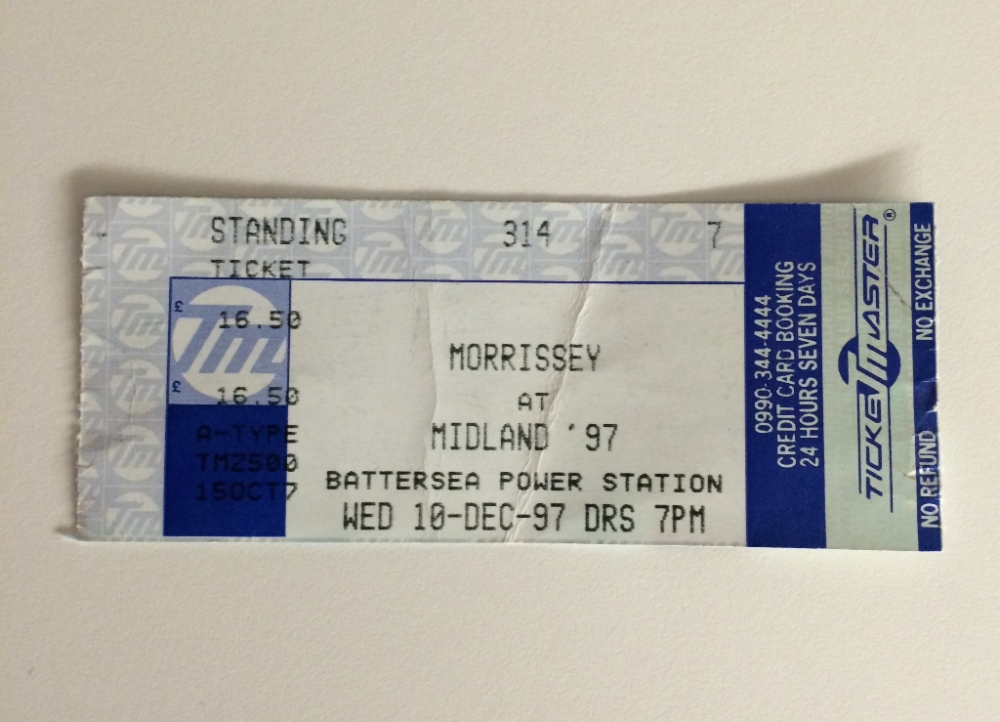 STANDING 314 7
TICKET
£ 16.50
£ 16.50
A-TYPE
TMZ500
15OCT7
MORRISSEY
AT
MIDLAND '97
BATTERSEA POWER STATION
WED 10-DEC-97 DRS 7PM
0990-344-4444
CREDIT CARD BOOKING
24 HOURS SEVEN DAYS
TICKETMASTER®
NO REFUND NO EXCHANGE